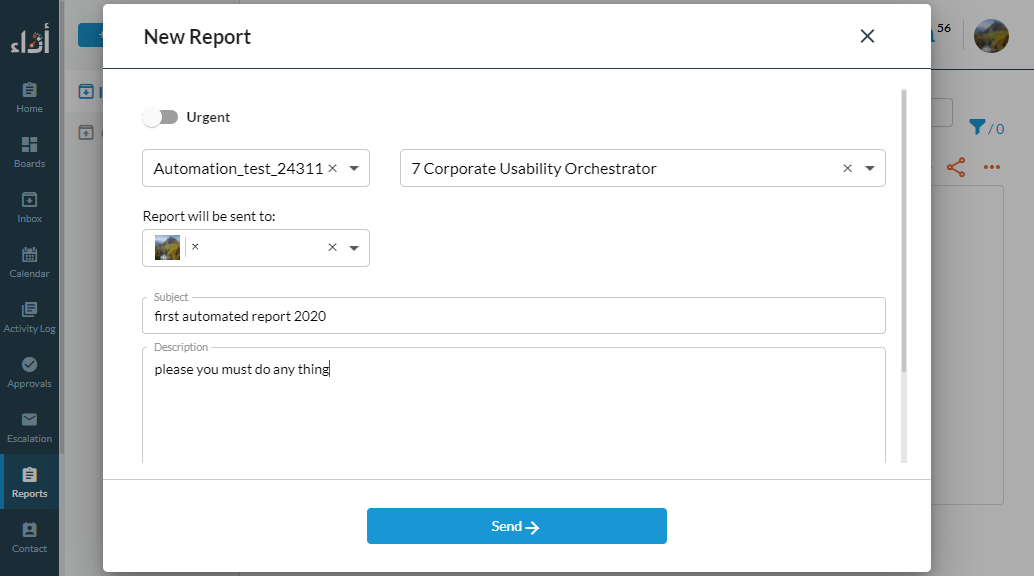 أداء
Home
Boards
Inbox
Calendar
Activity Log
Approvals
Escalation
Reports
Contact
New Report
56
/ 0
Urgent
Automation_test_24311
7 Corporate Usability Orchestrator
Report will be sent to:
Subject
first automated report 2020
Description
please you must do any thing
Send